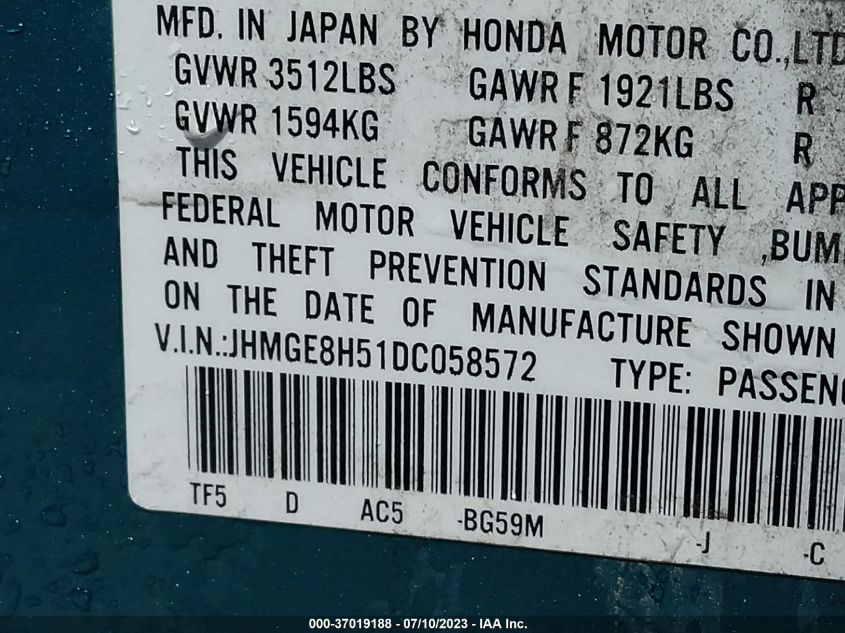 MFD. IN JAPAN BY HONDA MOTOR CO.,LTD
GVWR 3512LBS GAWR F 1921LBS R
GVWR 1594KG GAWR F 872KG R
THIS VEHICLE CONFORMS TO ALL APP
FEDERAL MOTOR VEHICLE SAFETY ,BUM
AND THEFT PREVENTION STANDARDS IN
ON THE DATE OF MANUFACTURE SHOWN
V.I.N.:JHMGE8H51DC058572 TYPE: PASSEN
TF5 D AC5 -BG59M -J -C
000-37019188 - 07/10/2023 - IAA Inc.